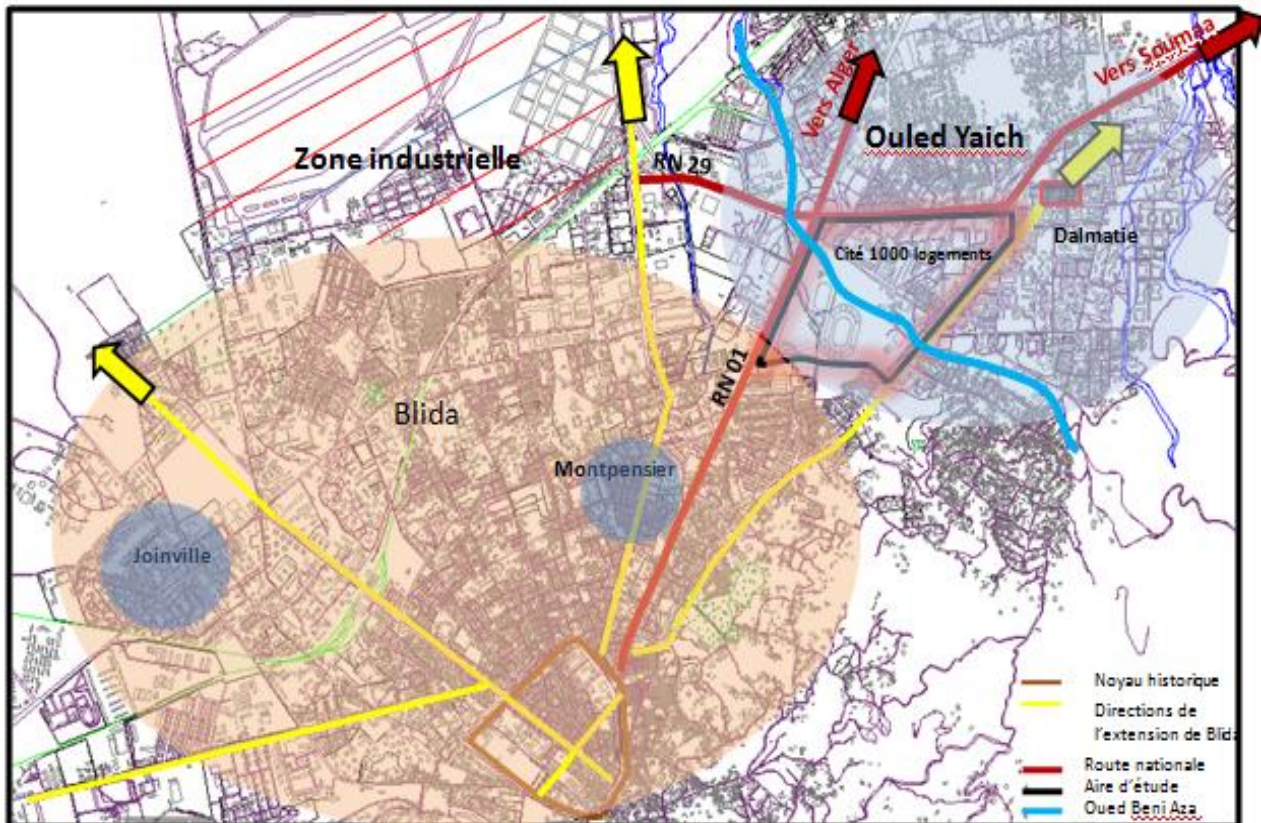 Vers Soumaa
Vers Alger
Ouled Yaich
Zone industrielle
RN 29
Dalmatie
Cité 1000 logements
RN 01
Blida
Montpensier
Joinville
Noyau historique
Directions de
l'extension de Blida
Route nationale
Aire d'étude
Oued Beni Aza